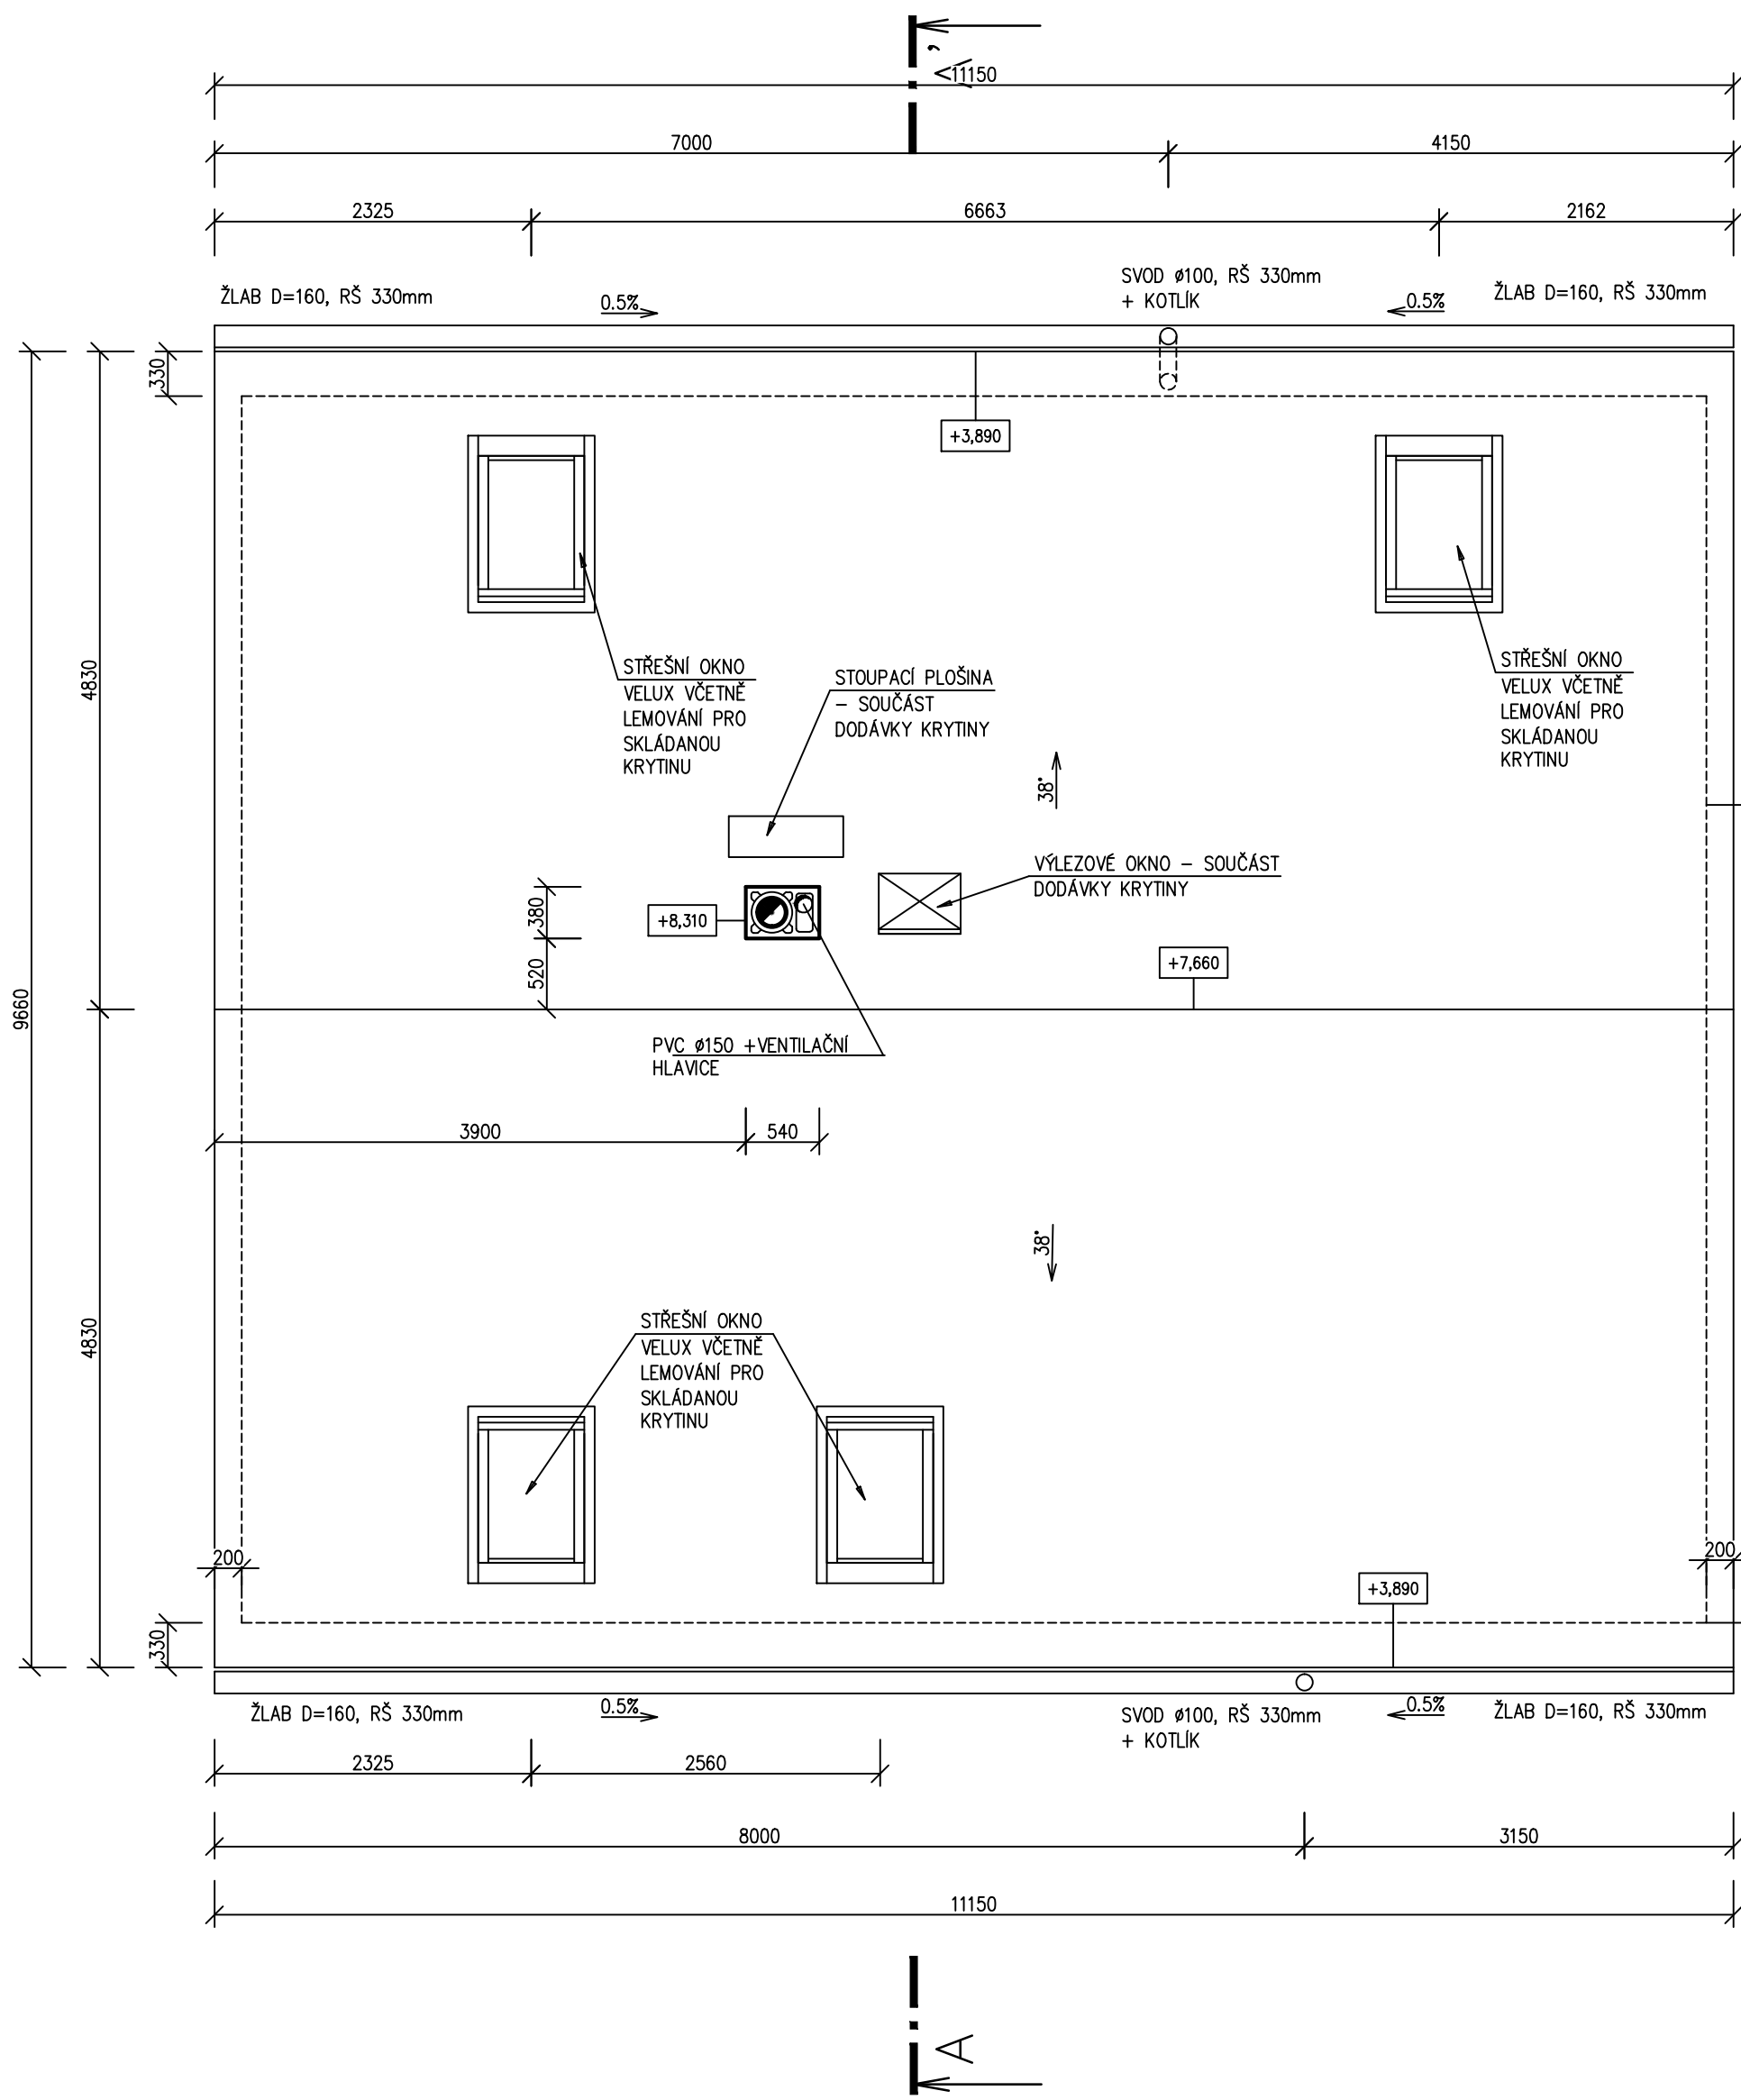 A'
11150
7000
4150
2325
6663
2162
ŽLAB D=160, RŠ 330mm
0.5%
SVOD ø100, RŠ 330mm
+ KOTLÍK
0.5%
ŽLAB D=160, RŠ 330mm
330
+3,890
4830
STŘEŠNÍ OKNO
VELUX VČETNĚ
LEMOVÁNÍ PRO
SKLÁDANOU
KRYTINU
STOUPACÍ PLOŠINA
– SOUČÁST
DODÁVKY KRYTINY
STŘEŠNÍ OKNO
VELUX VČETNĚ
LEMOVÁNÍ PRO
SKLÁDANOU
KRYTINU
38°
VÝLEZOVÉ OKNO – SOUČÁST
DODÁVKY KRYTINY
380
+8,310
520
+7,660
9660
PVC ø150 +VENTILAČNÍ
HLAVICE
3900
540
38°
4830
STŘEŠNÍ OKNO
VELUX VČETNĚ
LEMOVÁNÍ PRO
SKLÁDANOU
KRYTINU
200
200
+3,890
330
ŽLAB D=160, RŠ 330mm
0.5%
SVOD ø100, RŠ 330mm
+ KOTLÍK
0.5%
ŽLAB D=160, RŠ 330mm
2325
2560
8000
3150
11150
A